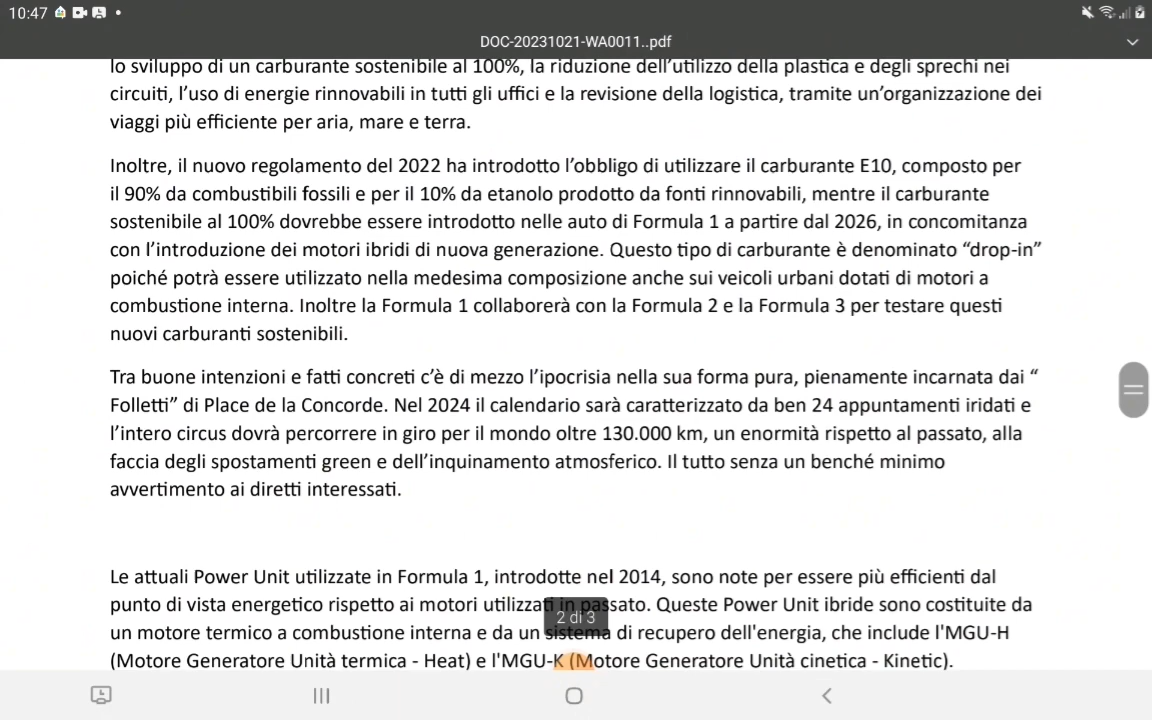 10:47
DOC-20231021-WA0011..pdf
lo sviluppo di un carburante sostenibile al 100%, la riduzione dell’utilizzo della plastica e degli sprechi nei
circuiti, l’uso di energie rinnovabili in tutti gli uffici e la revisione della logistica, tramite un’organizzazione dei
viaggi più efficiente per aria, mare e terra.
Inoltre, il nuovo regolamento del 2022 ha introdotto l’obbligo di utilizzare il carburante E10, composto per
il 90% da combustibili fossili e per il 10% da etanolo prodotto da fonti rinnovabili, mentre il carburante
sostenibile al 100% dovrebbe essere introdotto nelle auto di Formula 1 a partire dal 2026, in concomitanza
con l’introduzione dei motori ibridi di nuova generazione. Questo tipo di carburante è denominato “drop-in”
poiché potrà essere utilizzato nella medesima composizione anche sui veicoli urbani dotati di motori a
combustione interna. Inoltre la Formula 1 collaborerà con la Formula 2 e la Formula 3 per testare questi
nuovi carburanti sostenibili.
Tra buone intenzioni e fatti concreti c’è di mezzo l’ipocrisia nella sua forma pura, pienamente incarnata dai “
Folletti” di Place de la Concorde. Nel 2024 il calendario sarà caratterizzato da ben 24 appuntamenti iridati e
l’intero circus dovrà percorrere in giro per il mondo oltre 130.000 km, un enormità rispetto al passato, alla
faccia degli spostamenti green e dell’inquinamento atmosferico. Il tutto senza un benché minimo
avvertimento ai diretti interessati.
Le attuali Power Unit utilizzate in Formula 1, introdotte nel 2014, sono note per essere più efficienti dal
punto di vista energetico rispetto ai motori utilizzati in passato. Queste Power Unit ibride sono costituite da
2 di 3
un motore termico a combustione interna e da un sistema di recupero dell'energia, che include l'MGU-H
(Motore Generatore Unità termica - Heat) e l'MGU-K (Motore Generatore Unità cinetica - Kinetic).